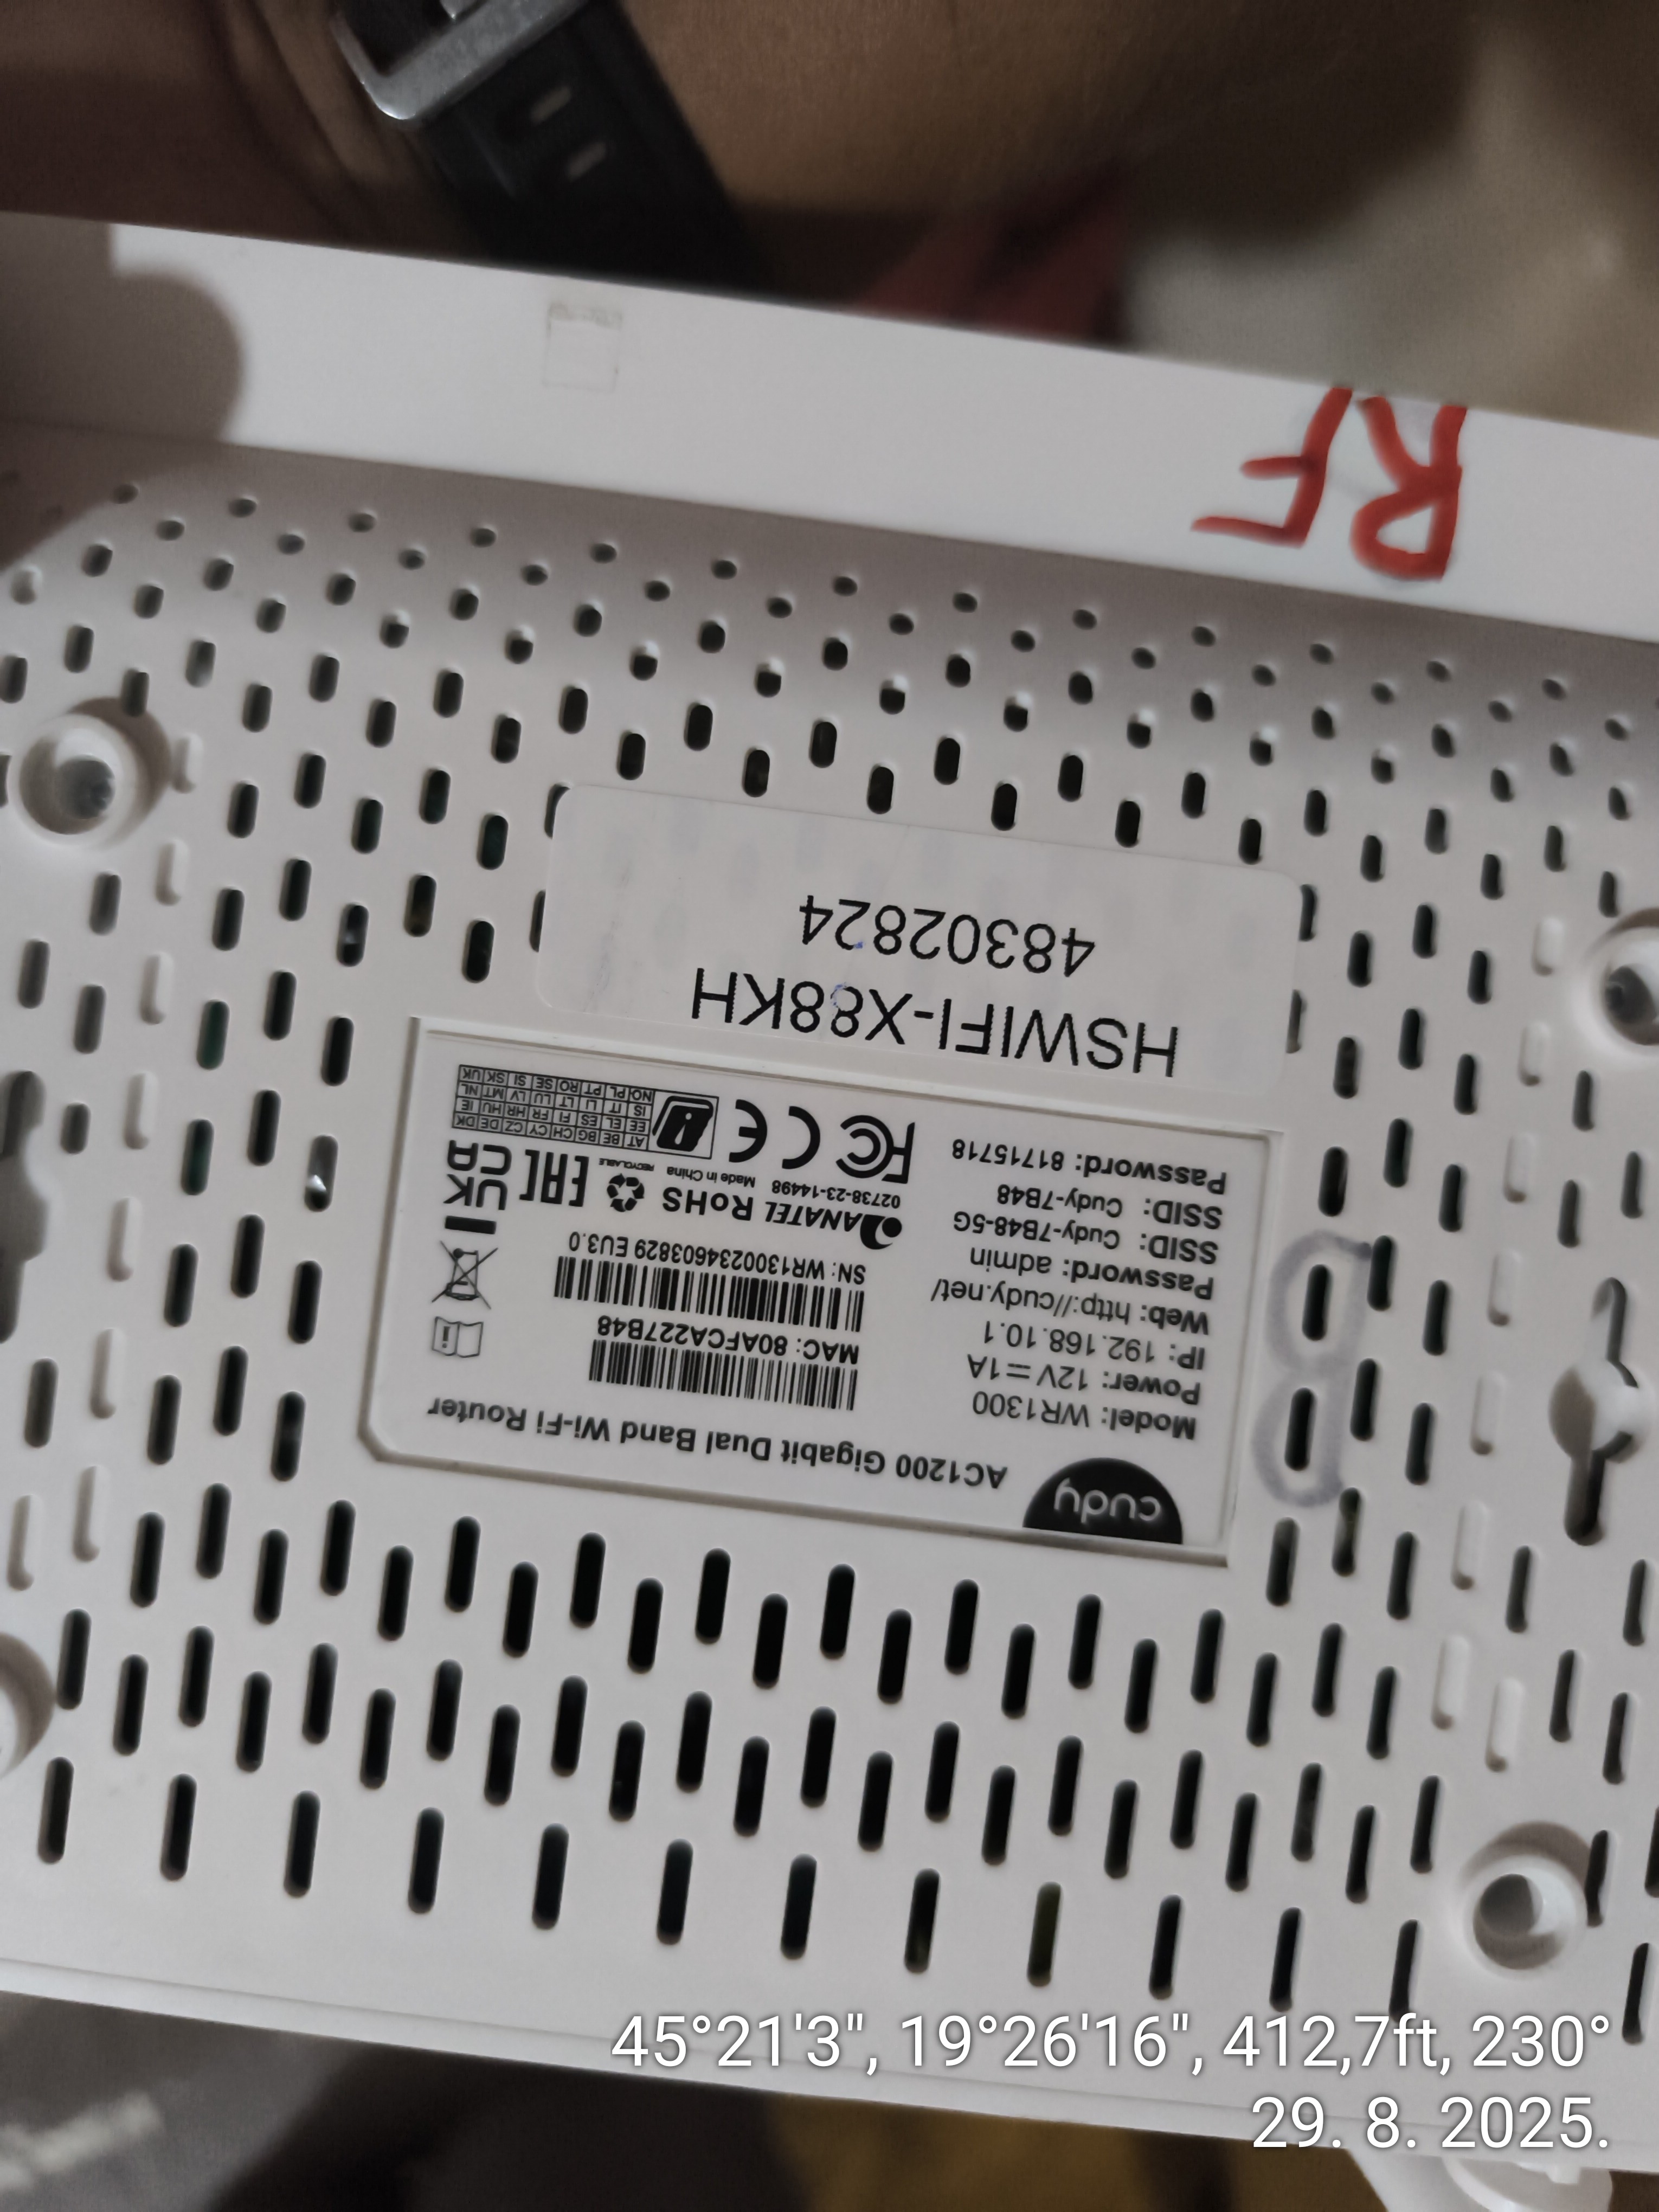 cudy
AC1200 Gigabit Dual Band Wi-Fi Router
Model: WR1300
Power: 12V⎓1A
IP: 192.168.10.1
Web: http://cudy.net/
Password: admin
SSID: Cudy-7B48-5G
SSID: Cudy-7B48
Password: 81715718
MAC: 80AFCA227B48
SN: WR1300234603829 EU3.0
ANATEL
02738-23-14498
RoHS
Made in China
RECYCLABLE
EAC
UK
CA
FC
CE
AT BE BG CH CY CZ DE DK
EE EL ES FI FR HR HU IE
IS IT LI LT LU LV MT NL
NO PL PT RO SE SI SK UK
HSWIFI-X88KH
48302824
RF
45°21'3", 19°26'16", 412,7ft, 230°
29. 8. 2025.